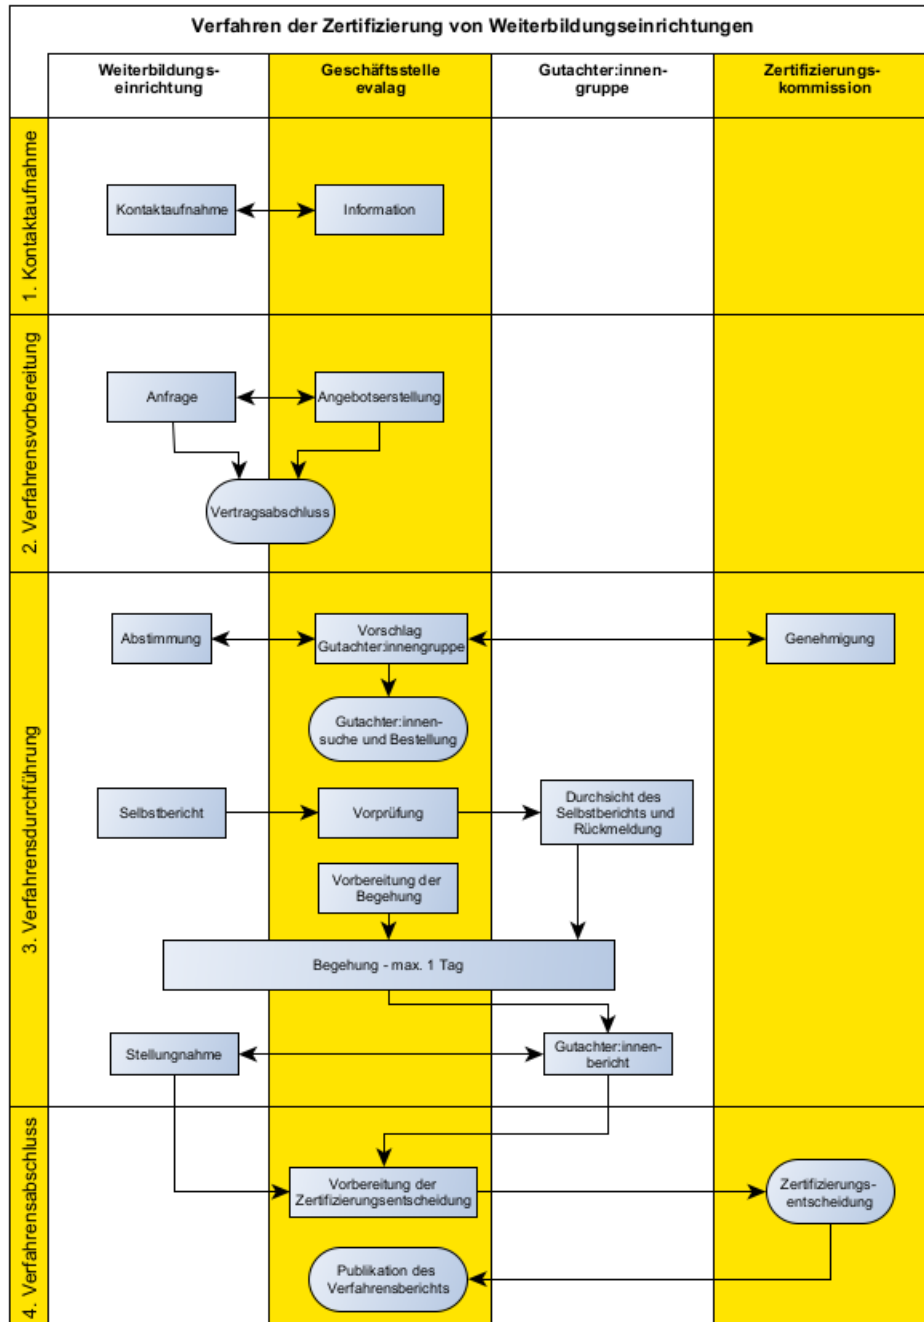 Verfahren der Zertifizierung von Weiterbildungseinrichtungen
Weiterbildungs-
einrichtung
Geschäftsstelle
evalag
Gutachter:innen-
gruppe
Zertifizierungs-
kommission
1. Kontaktaufnahme
Kontaktaufnahme
Information
2. Verfahrensvorbereitung
Anfrage
Angebotserstellung
Vertragsabschluss
3. Verfahrensdurchführung
Abstimmung
Vorschlag
Gutachter:innengruppe
Genehmigung
Gutachter:innen-
suche und Bestellung
Selbstbericht
Vorprüfung
Durchsicht des
Selbstberichts und
Rückmeldung
Vorbereitung der
Begehung
Begehung - max. 1 Tag
Stellungnahme
Gutachter:innen-
bericht
4. Verfahrensabschluss
Vorbereitung der
Zertifizierungsentscheidung
Zertifizierungs-
entscheidung
Publikation des
Verfahrensberichts